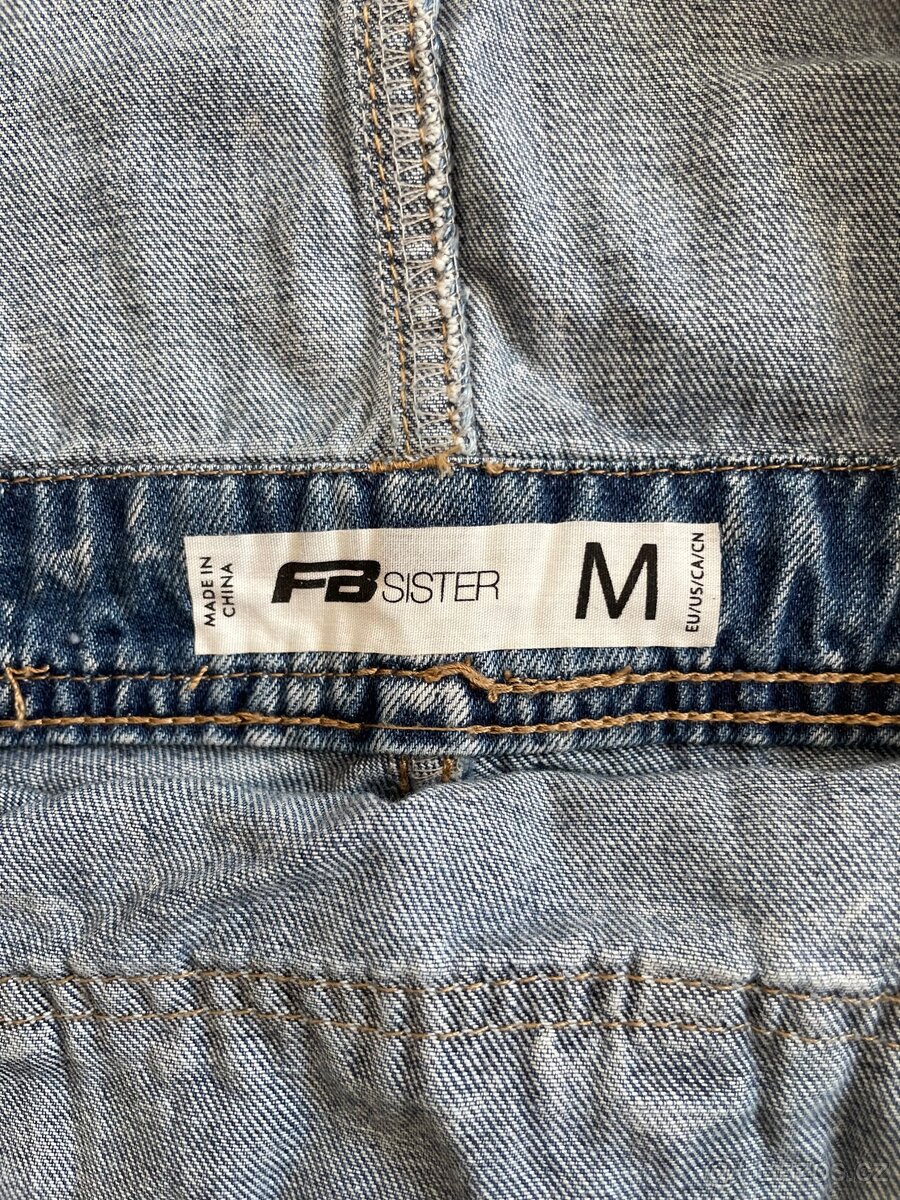 MADE IN
CHINA
FB SISTER
M
EU/US/CA/CN